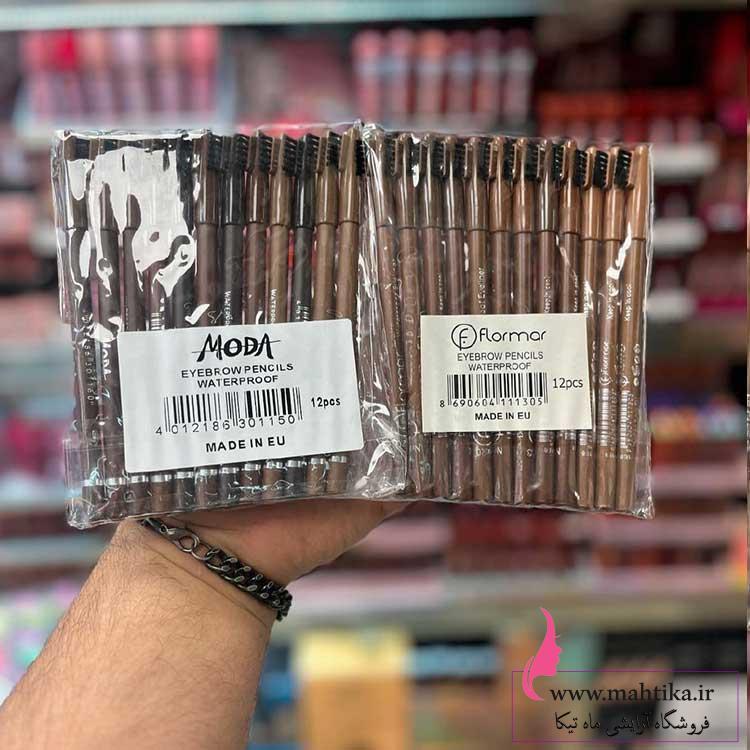 MODA
EYEBROW PENCILS
WATERPROOF
12pcs
4 012186 301150
MADE IN EU
flormar
EYEBROW PENCILS
WATERPROOF
12pcs
8 690604 111305
MADE IN EU
www.mahtika.ir
فروشگاه آرایشی ماه تیکا